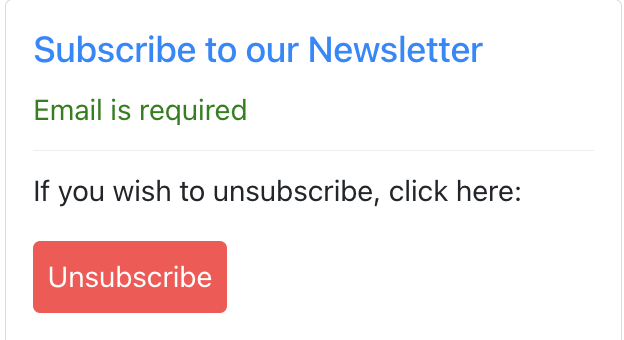 Subscribe to our Newsletter
Email is required
If you wish to unsubscribe, click here:
Unsubscribe